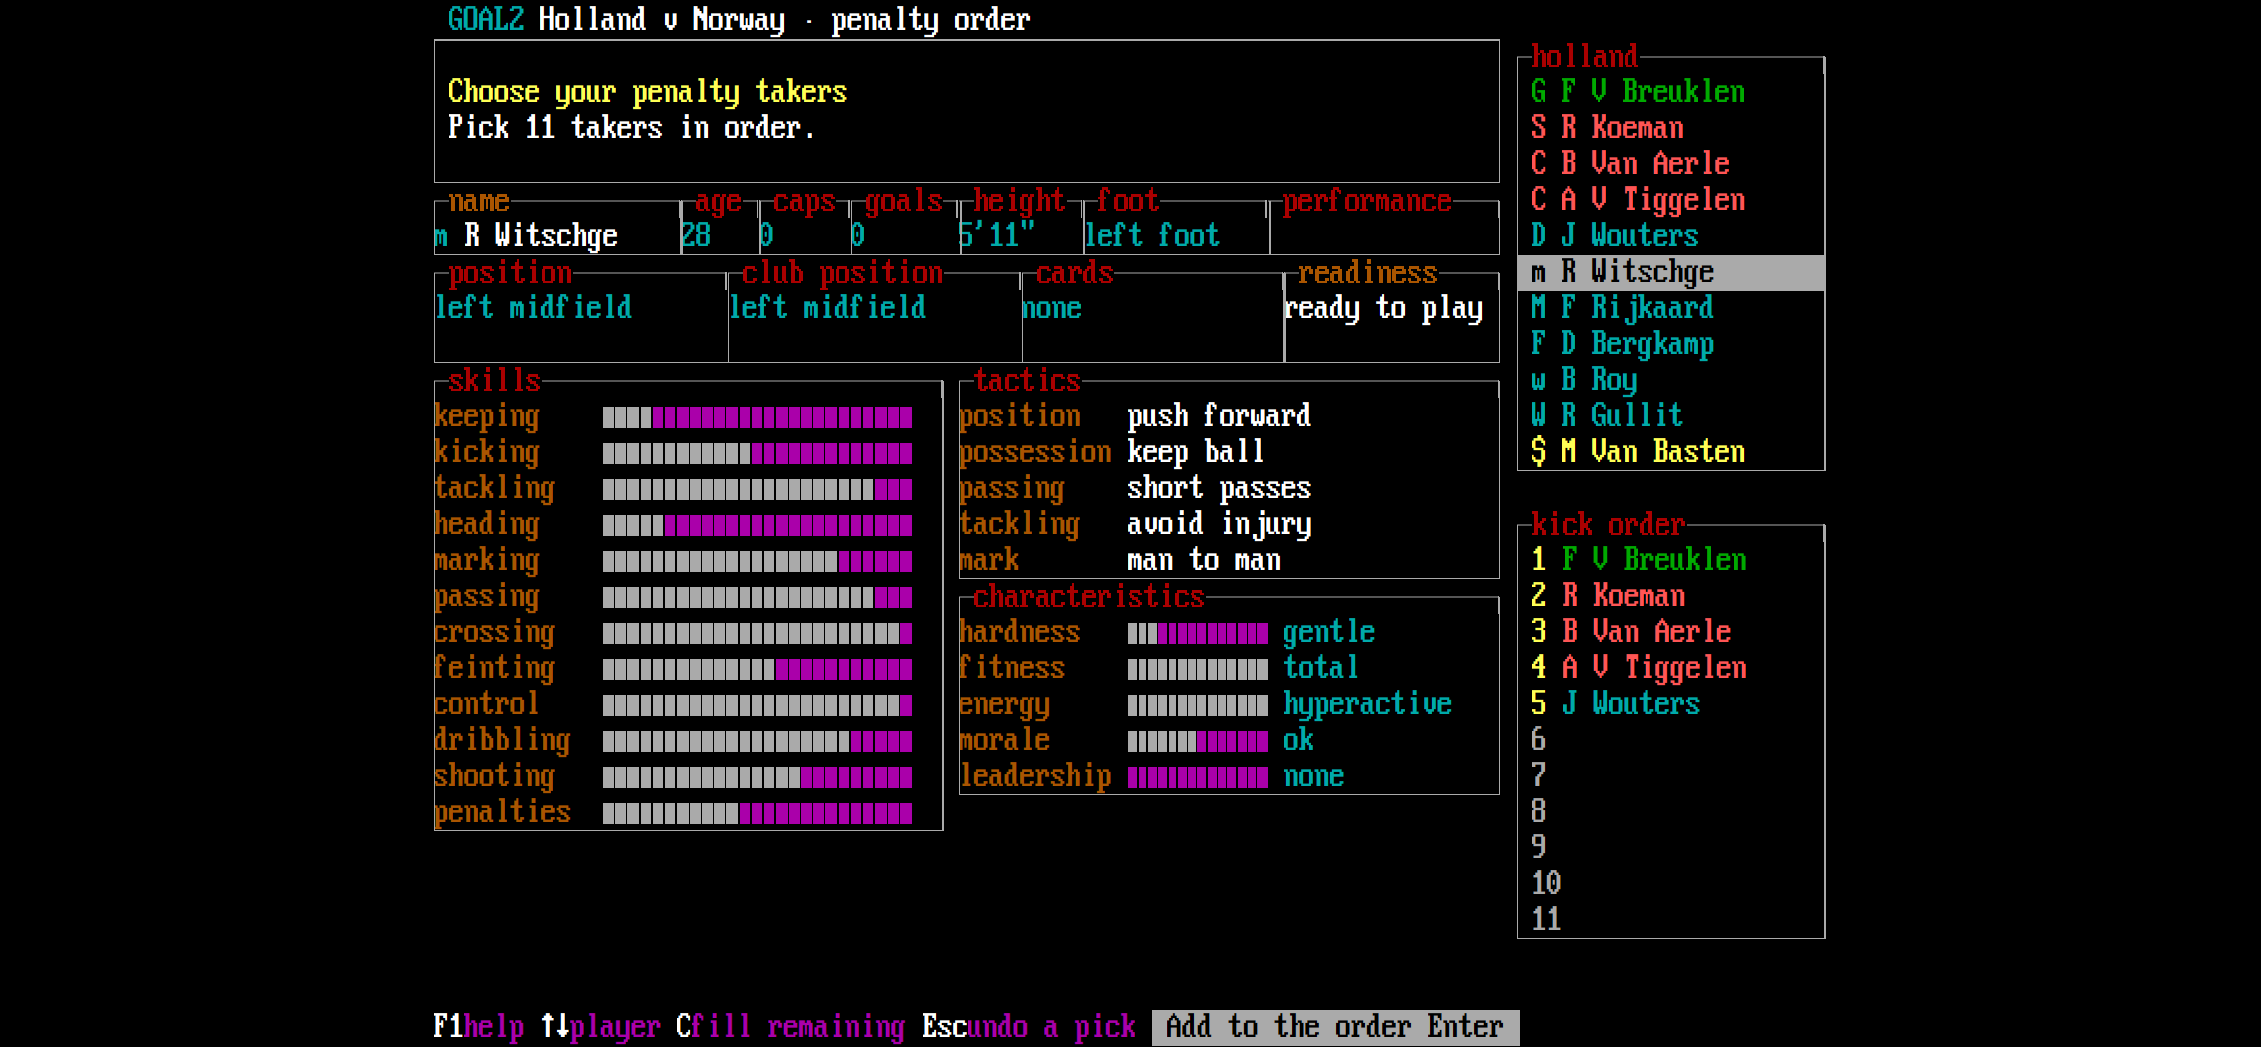 GOAL2 Holland v Norway · penalty order
Choose your penalty takers
Pick 11 takers in order.
name age caps goals height foot performance
m R Witschge 28 0 0 5'11" left foot
position club position cards readiness
left midfield left midfield none ready to play
skills
keeping
kicking
tackling
heading
marking
passing
crossing
feinting
control
dribbling
shooting
penalties
tactics
position push forward
possession keep ball
passing short passes
tackling avoid injury
mark man to man
characteristics
hardness gentle
fitness total
energy hyperactive
morale ok
leadership none
holland
G F V Breuklen
S R Koeman
C B Van Aerle
C A V Tiggelen
D J Wouters
m R Witschge
M F Rijkaard
F D Bergkamp
w B Roy
W R Gullit
$ M Van Basten
kick order
1 F V Breuklen
2 R Koeman
3 B Van Aerle
4 A V Tiggelen
5 J Wouters
6
7
8
9
10
11
F1help ↑↓player Cfill remaining Escundo a pick Add to the order Enter